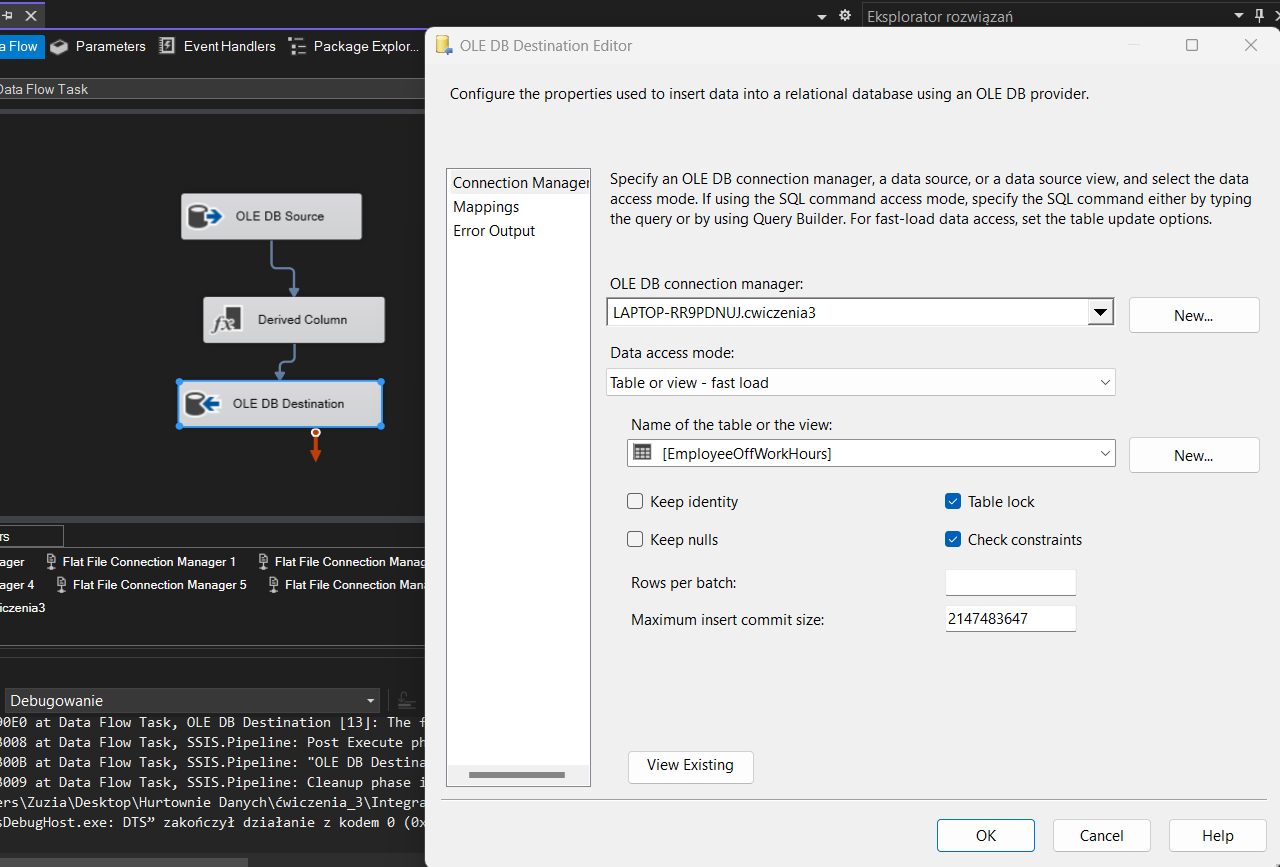 Eksplorator rozwiązań
a Flow
Parameters
Event Handlers
Package Explor...
Data Flow Task
OLE DB Source
Derived Column
OLE DB Destination
rs
ager
Flat File Connection Manager 1
Flat File Connection Manag
ager 4
Flat File Connection Manager 5
Flat File Connection Man
iczenia3
Debugowanie
90E0 at Data Flow Task, OLE DB Destination [13]: The f
3008 at Data Flow Task, SSIS.Pipeline: Post Execute ph
300B at Data Flow Task, SSIS.Pipeline: "OLE DB Destina
3009 at Data Flow Task, SSIS.Pipeline: Cleanup phase i
ers\Zuzia\Desktop\Hurtownie Danych\ćwiczenia_3\Integra
sDebugHost.exe: DTS” zakończył działanie z kodem 0 (0x
OLE DB Destination Editor
Configure the properties used to insert data into a relational database using an OLE DB provider.
Connection Manager
Mappings
Error Output
Specify an OLE DB connection manager, a data source, or a data source view, and select the data
access mode. If using the SQL command access mode, specify the SQL command either by typing
the query or by using Query Builder. For fast-load data access, set the table update options.
OLE DB connection manager:
LAPTOP-RR9PDNUJ.cwiczenia3
New...
Data access mode:
Table or view - fast load
Name of the table or the view:
[EmployeeOffWorkHours]
New...
Keep identity
Table lock
Keep nulls
Check constraints
Rows per batch:
Maximum insert commit size:
2147483647
View Existing
OK
Cancel
Help